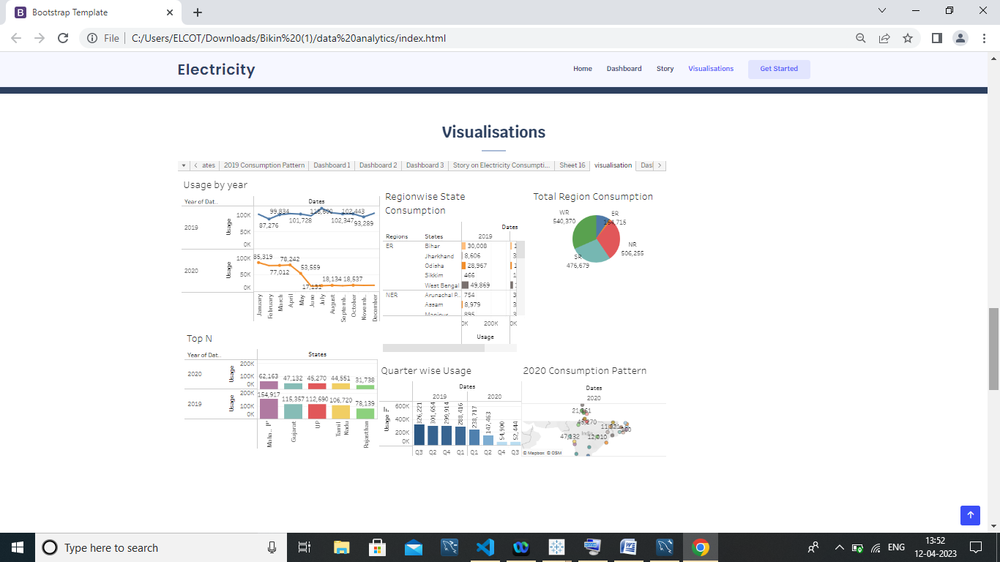 Bootstrap Template
File
C:/Users/ELCOT/Downloads/Bikin%20(1)/data%20analytics/index.html
Electricity
Home Dashboard Story Visualisations Get Started
Visualisations
ates 2019 Consumption Pattern Dashboard 1 Dashboard 2 Dashboard 3 Story on Electricity Consumpti... Sheet 16 visualisation Das
Usage by year
Year of Dat.. Dates
2019 Usage 100K 50K 0K
99,834 102,443
87,276 101,728 102,347 93,289
2020 Usage 100K 50K 0K
85,319 78,242
77,012 53,559
18,134 18,537
January February March April May June July August Septemb.. October Novemb.. December
Regionwise State
Consumption
Dates
Regions States 2019
ER Bihar 30,008
Jharkhand 8,606
Odisha 28,967
Sikkim 466
West Bengal 49,869
NER Arunachal P.. 754
Assam 8,979
Manipur 895
0K 200K 0K
Usage
Total Region Consumption
WR
540,370
ER
NR
506,255
SR
476,679
Top N
Year of Dat.. States
2020 Usage 200K 100K 0K
62,163 47,132 45,270 44,551 31,738
2019 Usage 200K 100K 0K
154,917 115,357 112,690 106,720 78,139
Gujarat UP Tamil Nadu Rajasthan
Quarter wise Usage
Dates
2019 2020
Usage 600K 400K 200K 0K
326,221 301,654 299,914 288,416 238,717 147,463 54,900 52,444
Q3 Q2 Q4 Q1 Q1 Q2 Q4 Q3
2020 Consumption Pattern
Dates
2020
45,270
47,132 12,010
India
© Mapbox © OSM
Type here to search
ENG
13:52
12-04-2023